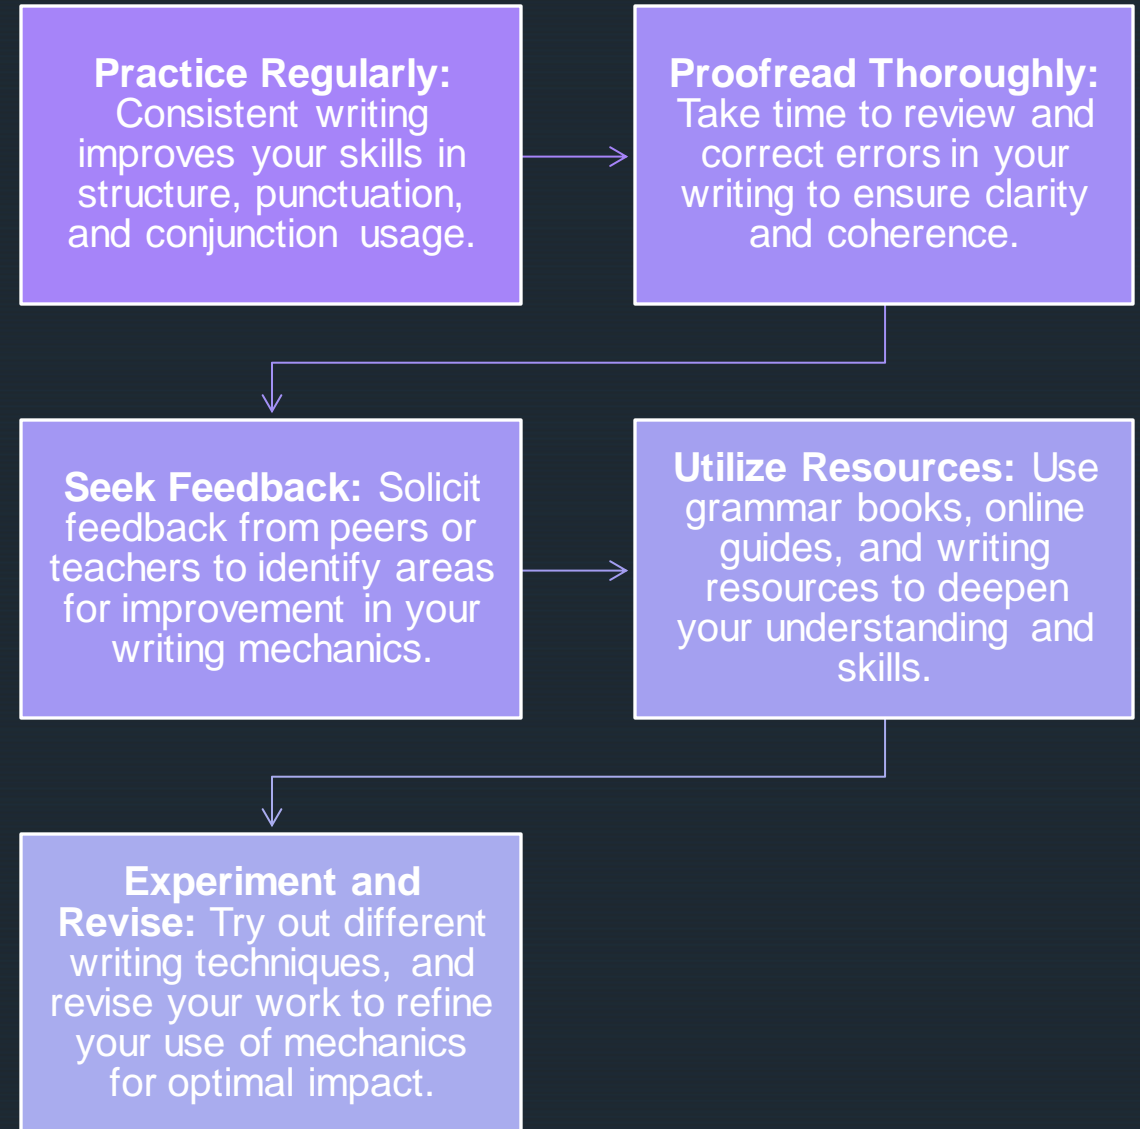 Practice Regularly:
Consistent writing
improves your skills in
structure, punctuation,
and conjunction usage.
Proofread Thoroughly:
Take time to review and
correct errors in your
writing to ensure clarity
and coherence.
Seek Feedback: Solicit
feedback from peers or
teachers to identify areas
for improvement in your
writing mechanics.
Utilize Resources: Use
grammar books, online
guides, and writing
resources to deepen
your understanding and
skills.
Experiment and
Revise: Try out different
writing techniques, and
revise your work to refine
your use of mechanics
for optimal impact.